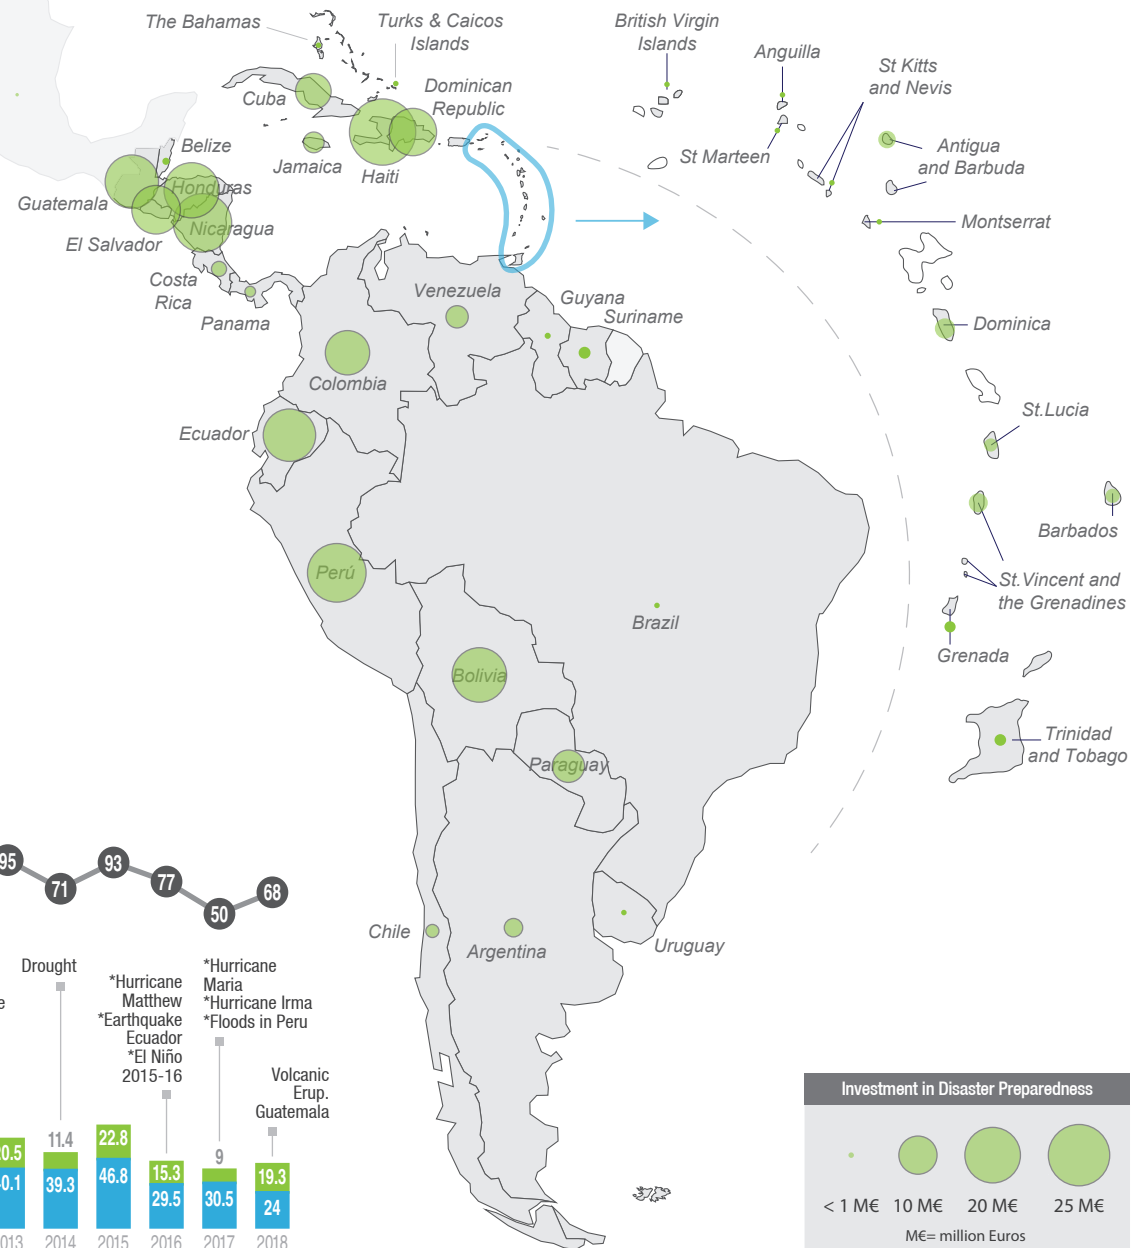 The Bahamas
Turks & Caicos
Islands
British Virgin
Islands
Anguilla
St Kitts
and Nevis
Cuba
Dominican
Republic
Jamaica
Haiti
St Marteen
Antigua
and Barbuda
Belize
Honduras
Guatemala
Nicaragua
El Salvador
Montserrat
Costa
Rica
Panama
Venezuela
Guyana
Suriname
Dominica
Colombia
Ecuador
St.Lucia
Barbados
Perú
St.Vincent and
the Grenadines
Brazil
Grenada
Bolivia
Trinidad
and Tobago
Paraguay
Chile
Argentina
Uruguay
95
71
93
77
50
68
Drought
*Hurricane
Matthew
*Earthquake
Ecuador
*El Niño
2015-16
*Hurricane
Maria
*Hurricane Irma
*Floods in Peru
Volcanic
Erup.
Guatemala
20.5
11.4
22.8
15.3
9
19.3
0.1
39.3
46.8
29.5
30.5
24
2013
2014
2015
2016
2017
2018
Investment in Disaster Preparedness
< 1 M€
10 M€
20 M€
25 M€
M€= million Euros